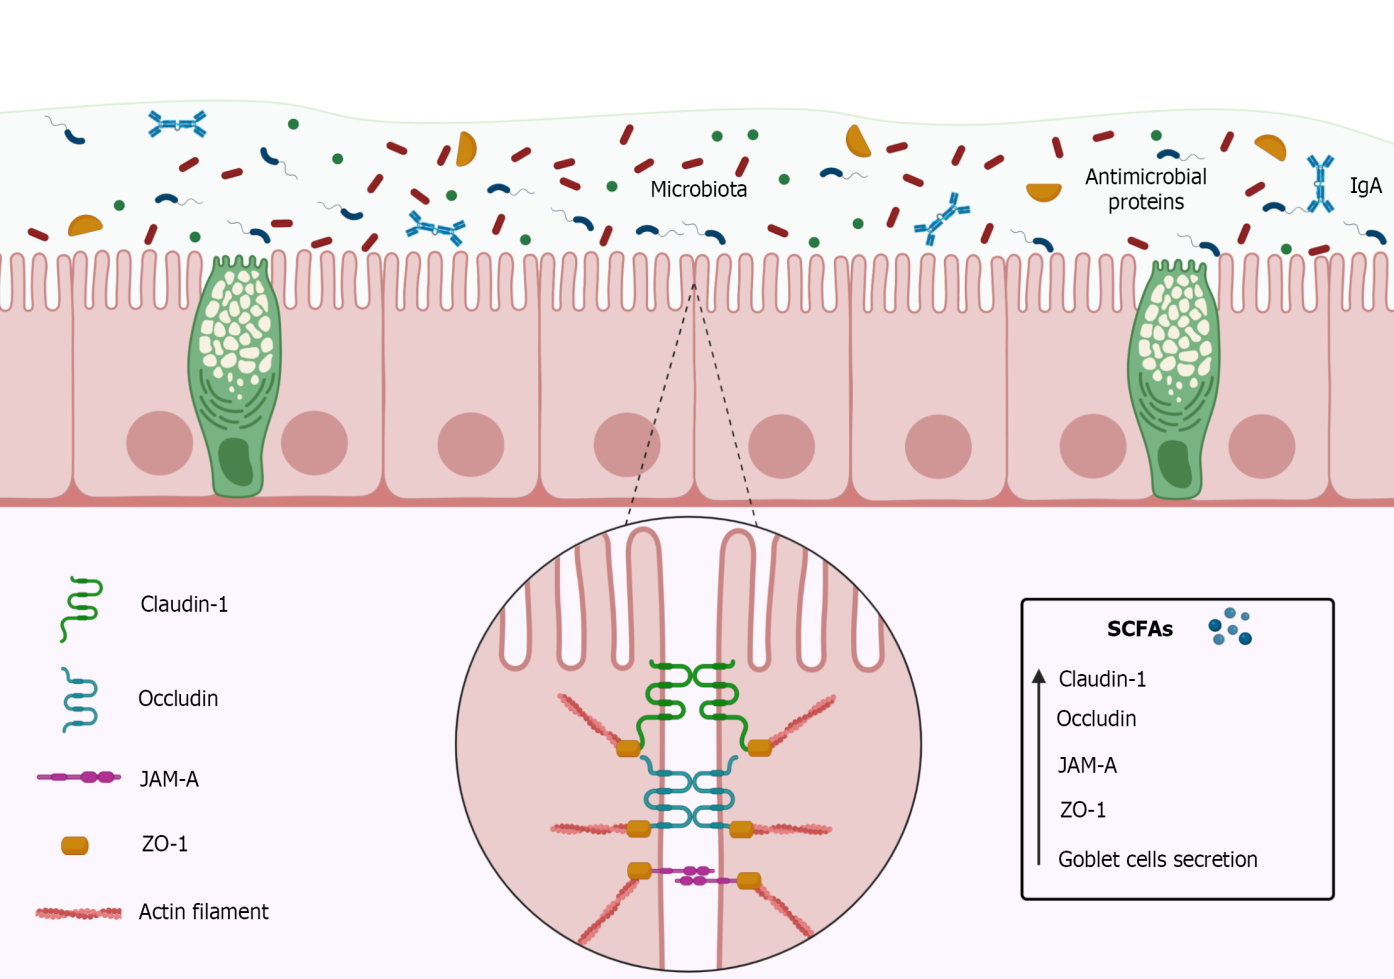 Microbiota
Antimicrobial
proteins
IgA
Claudin-1
Occludin
JAM-A
ZO-1
Actin filament
SCFAs
Claudin-1
Occludin
JAM-A
ZO-1
Goblet cells secretion